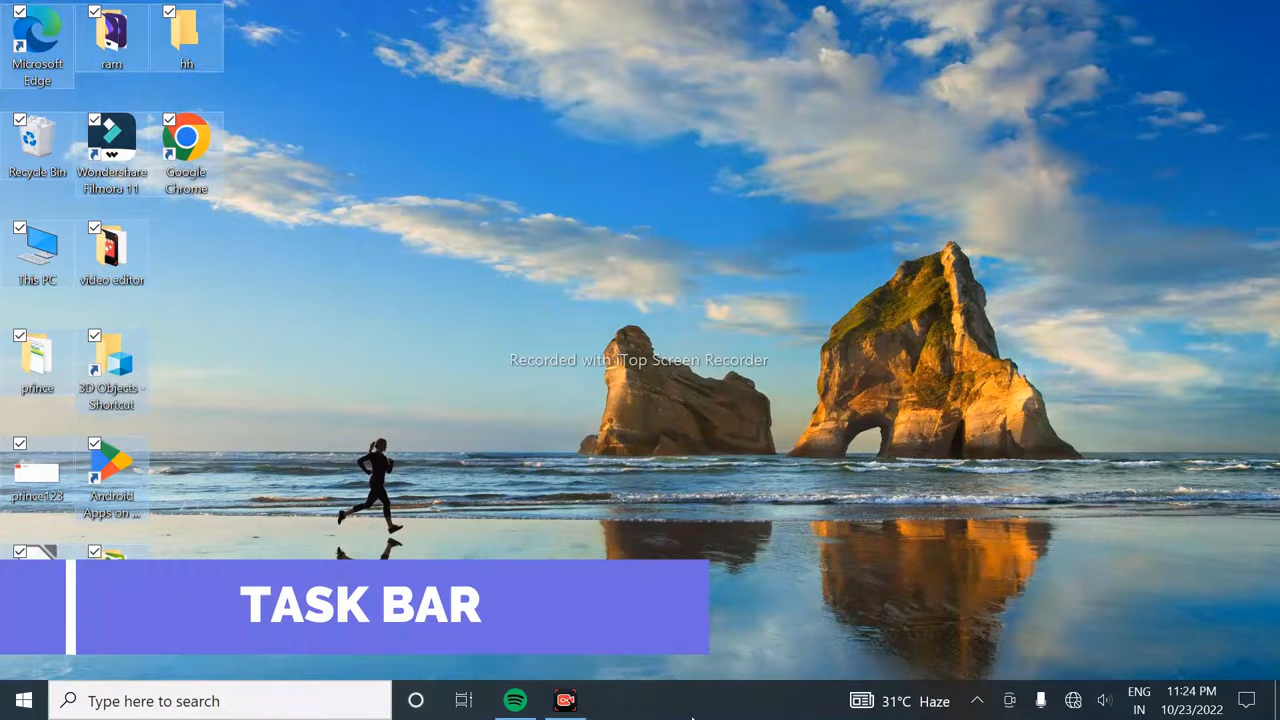 Microsoft
Edge
ram
hh
Recycle Bin
Wondershare
Filmora 11
Google
Chrome
This PC
video editor
prince
3D Objects -
Shortcut
prince123
Android
Apps on ...
Recorded with iTop Screen Recorder
TASK BAR
Type here to search
31°C Haze
ENG
IN
11:24 PM
10/23/2022